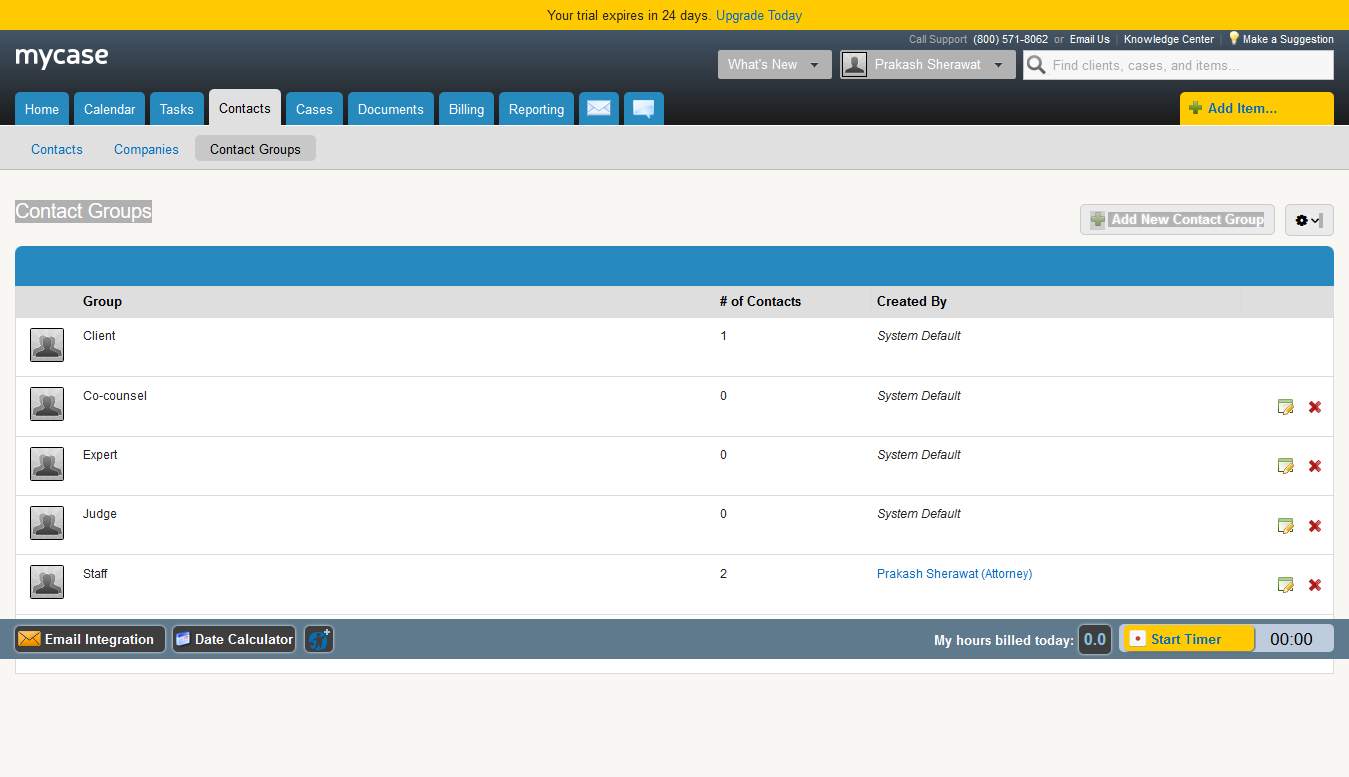 Your trial expires in 24 days. Upgrade Today
Call Support (800) 571-8062 or Email Us | Knowledge Center | Make a Suggestion
mycase
What's New
Prakash Sherawat
Find clients, cases, and items...
Home
Calendar
Tasks
Contacts
Cases
Documents
Billing
Reporting
Add Item...
Contacts
Companies
Contact Groups
Contact Groups
Add New Contact Group
Group # of Contacts Created By
Client 1 System Default
Co-counsel 0 System Default
Expert 0 System Default
Judge 0 System Default
Staff 2 Prakash Sherawat (Attorney)
Email Integration
Date Calculator
My hours billed today: 0.0
Start Timer
00:00